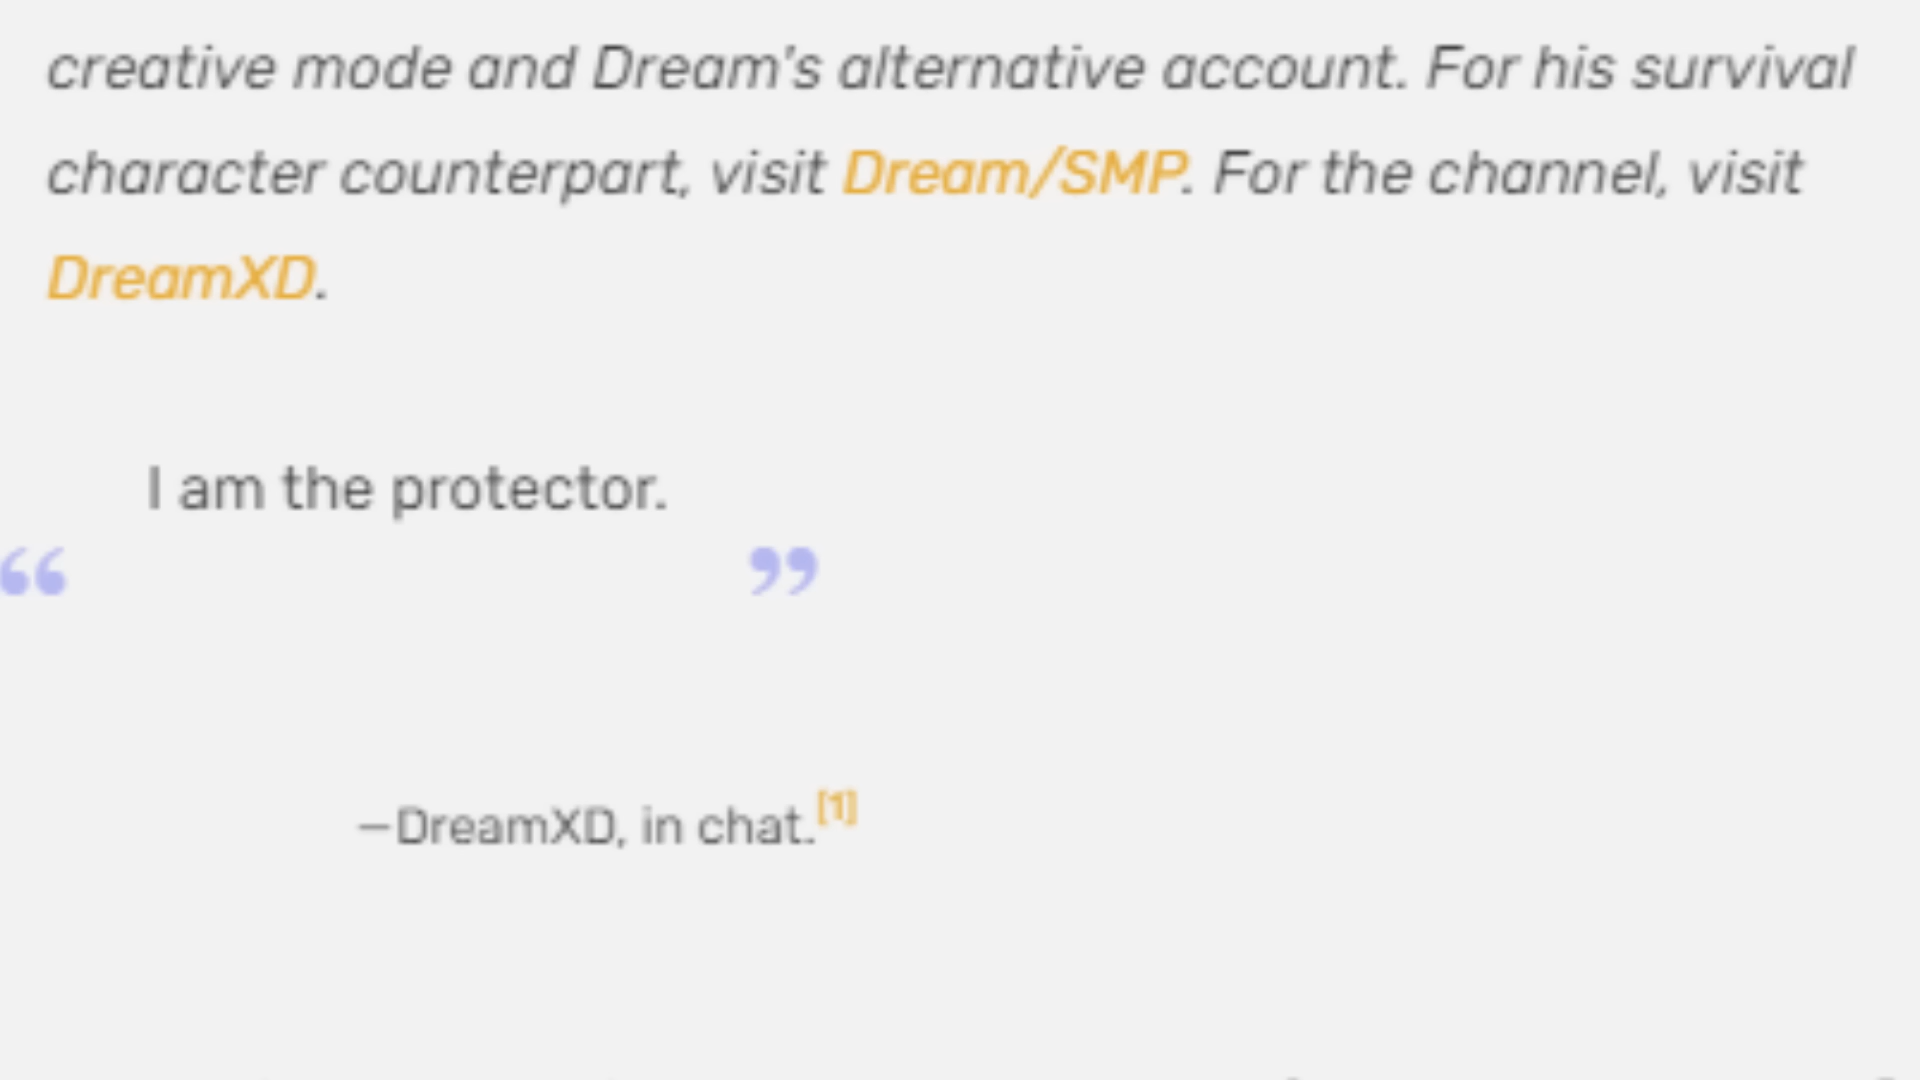 creative mode and Dream's alternative account. For his survival
character counterpart, visit Dream/SMP. For the channel, visit
DreamXD.
I am the protector.
“ ”
—DreamXD, in chat.[1]